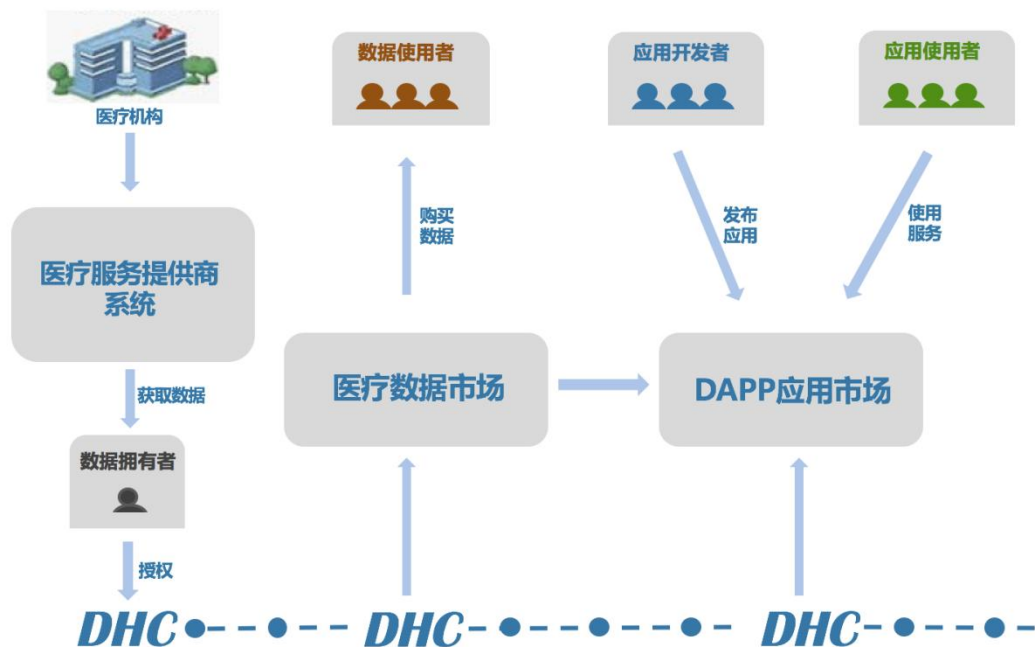 医疗机构
数据使用者
应用开发者
应用使用者
购买
数据
发布
应用
使用
服务
医疗服务提供商
系统
获取数据
医疗数据市场
DAPP应用市场
数据拥有者
授权
DHC
DHC
DHC